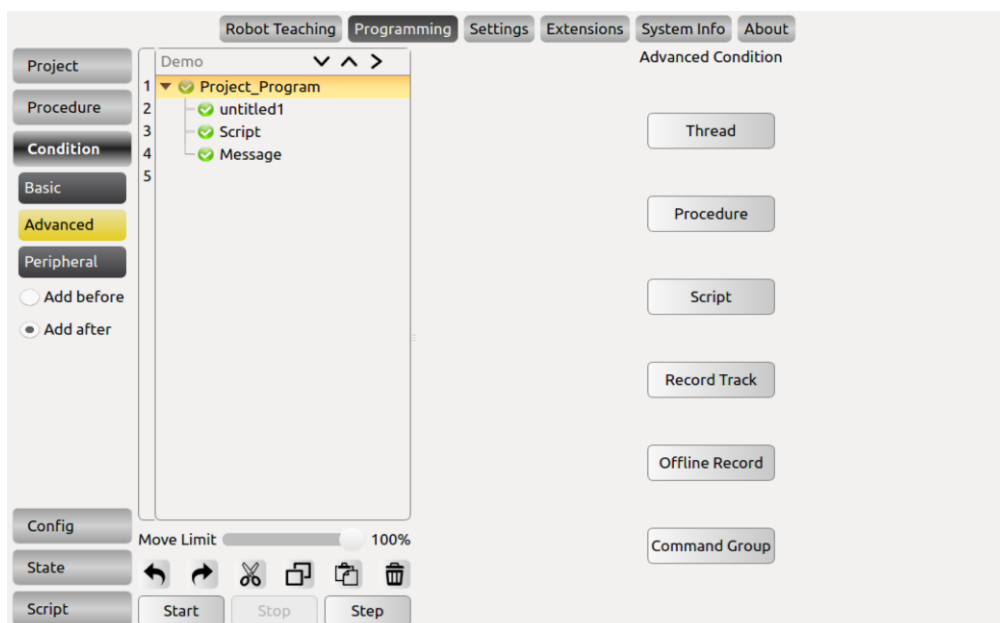 Robot Teaching Programming Settings Extensions System Info About
Project
Procedure
Condition
Basic
Advanced
Peripheral
Add before
Add after
Config
State
Script
Demo
1 Project_Program
2 untitled1
3 Script
4 Message
5
Move Limit 100%
Start Stop Step
Advanced Condition
Thread
Procedure
Script
Record Track
Offline Record
Command Group